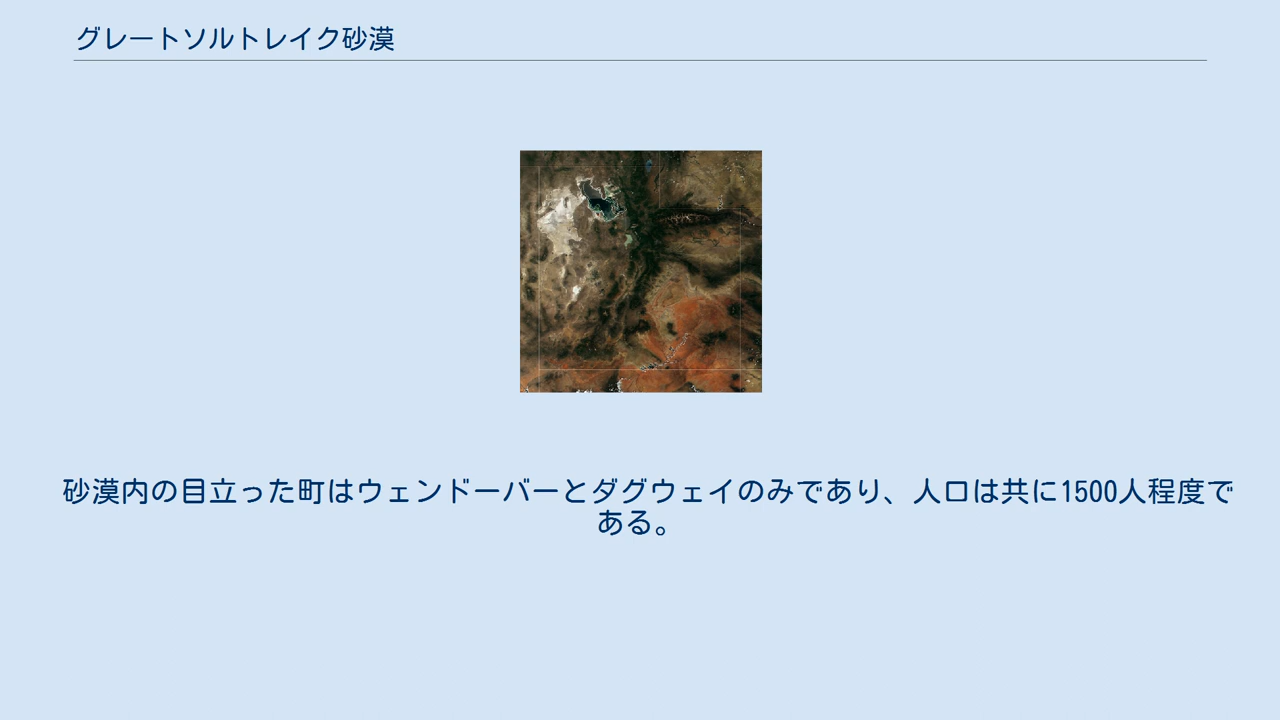 グレートソルトレイク砂漠
砂漠内の目立った町はウェンドーバーとダグウェイのみであり、人口は共に1500人程度で
ある。